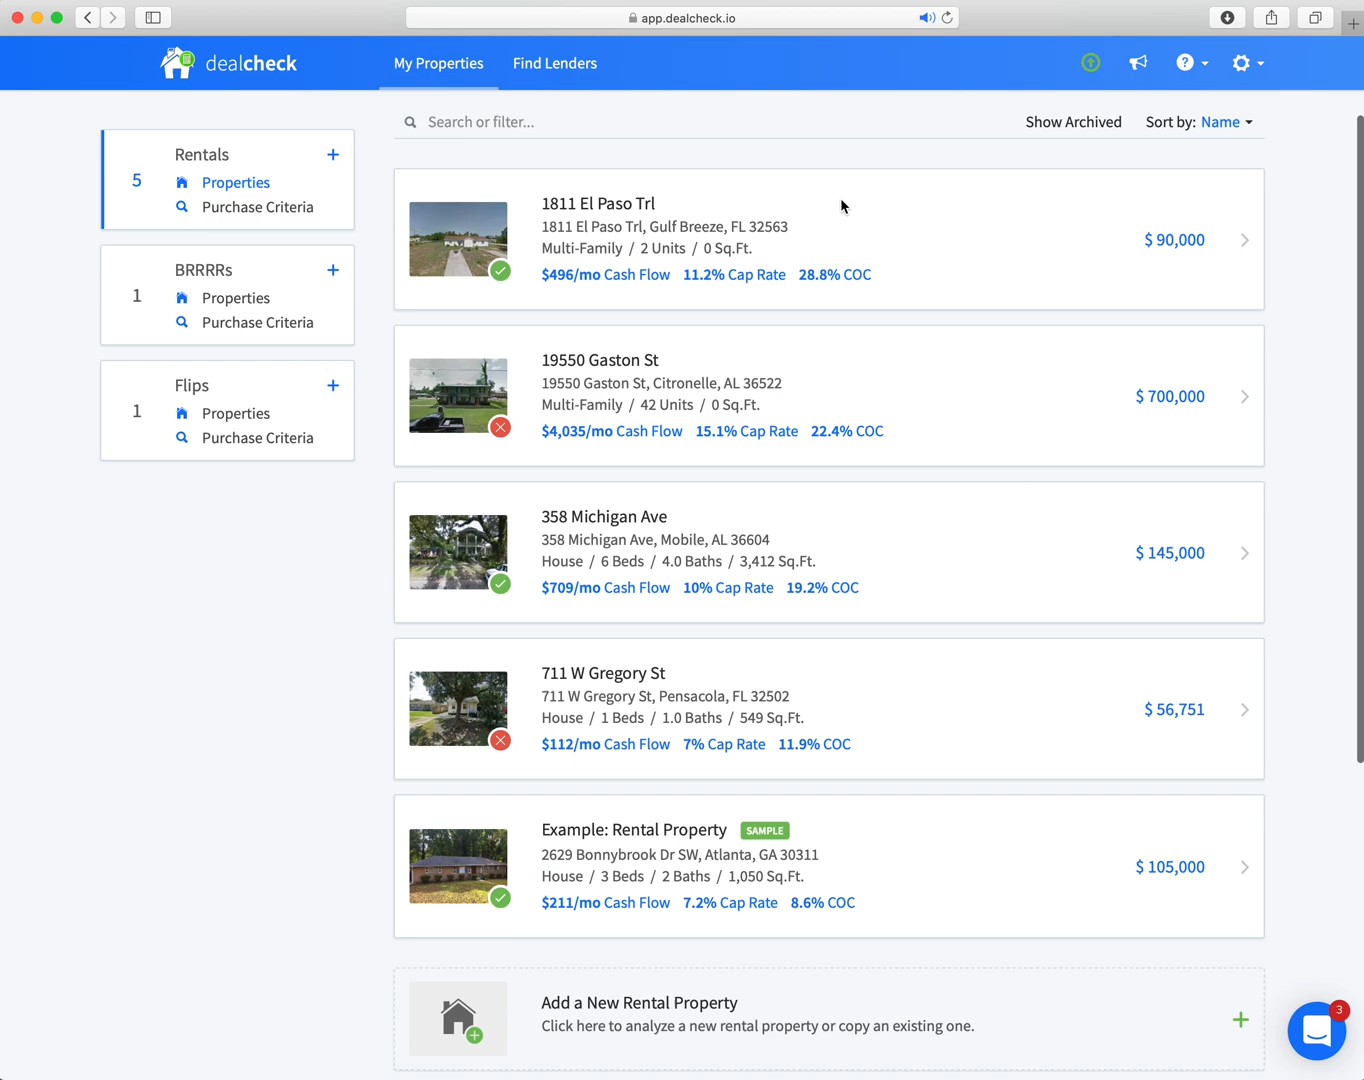 app.dealcheck.io
dealcheck
My Properties
Find Lenders
Search or filter...
Show Archived
Sort by: Name
Rentals
5
Properties
Purchase Criteria
BRRRRs
1
Properties
Purchase Criteria
Flips
1
Properties
Purchase Criteria
1811 El Paso Trl
1811 El Paso Trl, Gulf Breeze, FL 32563
Multi-Family / 2 Units / 0 Sq.Ft.
$496/mo Cash Flow 11.2% Cap Rate 28.8% COC
$ 90,000
19550 Gaston St
19550 Gaston St, Citronelle, AL 36522
Multi-Family / 42 Units / 0 Sq.Ft.
$4,035/mo Cash Flow 15.1% Cap Rate 22.4% COC
$ 700,000
358 Michigan Ave
358 Michigan Ave, Mobile, AL 36604
House / 6 Beds / 4.0 Baths / 3,412 Sq.Ft.
$709/mo Cash Flow 10% Cap Rate 19.2% COC
$ 145,000
711 W Gregory St
711 W Gregory St, Pensacola, FL 32502
House / 1 Beds / 1.0 Baths / 549 Sq.Ft.
$112/mo Cash Flow 7% Cap Rate 11.9% COC
$ 56,751
Example: Rental Property SAMPLE
2629 Bonnybrook Dr SW, Atlanta, GA 30311
House / 3 Beds / 2 Baths / 1,050 Sq.Ft.
$211/mo Cash Flow 7.2% Cap Rate 8.6% COC
$ 105,000
Add a New Rental Property
Click here to analyze a new rental property or copy an existing one.
3